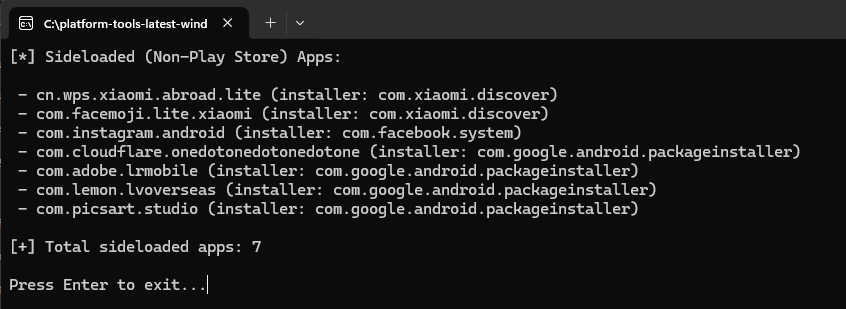 C:\platform-tools-latest-wind
[*] Sideloaded (Non-Play Store) Apps:
- cn.wps.xiaomi.abroad.lite (installer: com.xiaomi.discover)
- com.facemoji.lite.xiaomi (installer: com.xiaomi.discover)
- com.instagram.android (installer: com.facebook.system)
- com.cloudflare.onedotonedotonedotone (installer: com.google.android.packageinstaller)
- com.adobe.lrmobile (installer: com.google.android.packageinstaller)
- com.lemon.lvoverseas (installer: com.google.android.packageinstaller)
- com.picsart.studio (installer: com.google.android.packageinstaller)
[+] Total sideloaded apps: 7
Press Enter to exit...